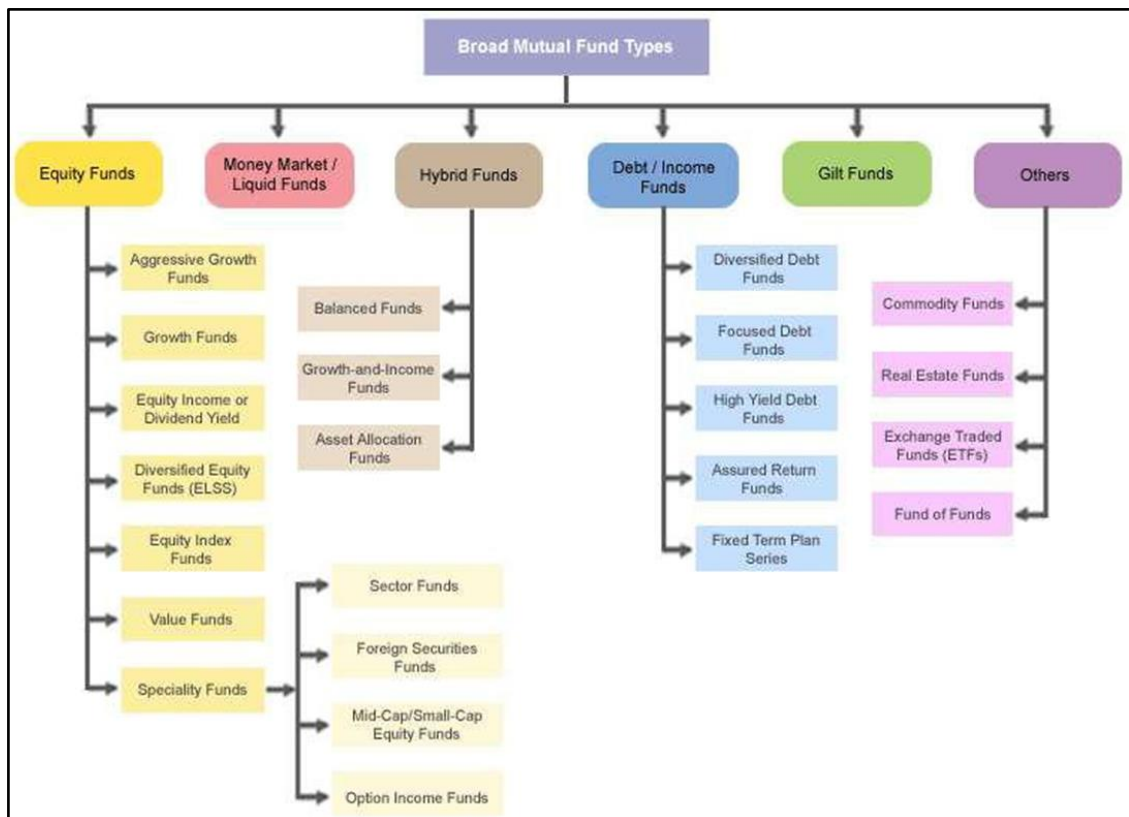 Broad Mutual Fund Types
Equity Funds
Money Market /
Liquid Funds
Hybrid Funds
Debt / Income
Funds
Gilt Funds
Others
Aggressive Growth
Funds
Growth Funds
Equity Income or
Dividend Yield
Diversified Equity
Funds (ELSS)
Equity Index
Funds
Value Funds
Speciality Funds
Sector Funds
Foreign Securities
Funds
Mid-Cap/Small-Cap
Equity Funds
Option Income Funds
Balanced Funds
Growth-and-Income
Funds
Asset Allocation
Funds
Diversified Debt
Funds
Focused Debt
Funds
High Yield Debt
Funds
Assured Return
Funds
Fixed Term Plan
Series
Commodity Funds
Real Estate Funds
Exchange Traded
Funds (ETFs)
Fund of Funds